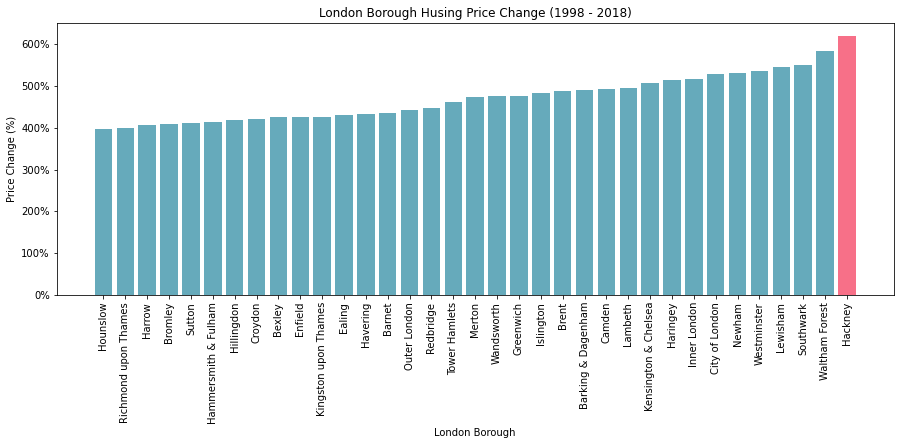 London Borough Husing Price Change (1998 - 2018)
Price Change (%)
600%
500%
400%
300%
200%
100%
0%
Hounslow
Richmond upon Thames
Harrow
Bromley
Sutton
Hammersmith & Fulham
Hillingdon
Croydon
Bexley
Enfield
Kingston upon Thames
Ealing
Havering
Barnet
Outer London
Redbridge
Tower Hamlets
Merton
Wandsworth
Greenwich
Islington
Brent
Barking & Dagenham
Camden
Lambeth
Kensington & Chelsea
Haringey
Inner London
City of London
Newham
Westminster
Lewisham
Southwark
Waltham Forest
Hackney
London Borough